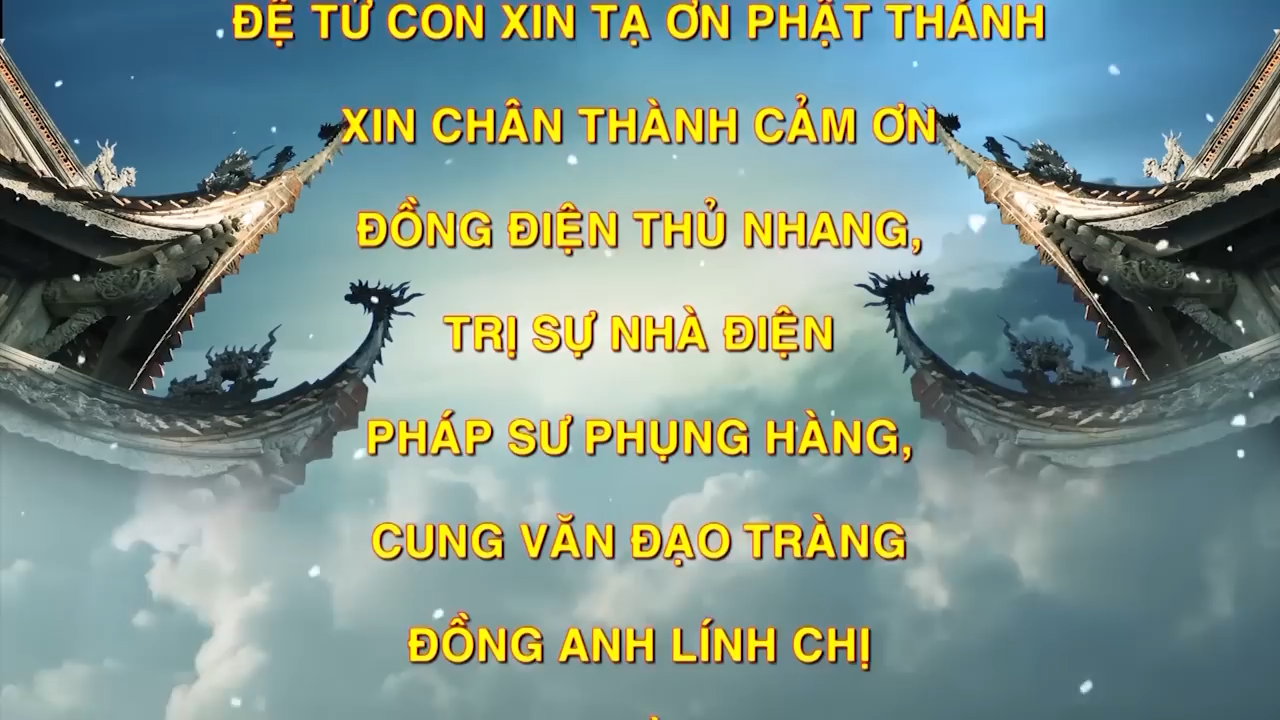 ĐỆ TỬ CON XIN TẠ ƠN PHẬT THÁNH
XIN CHÂN THÀNH CẢM ƠN
ĐỒNG ĐIỆN THỦ NHANG,
TRỊ SỰ NHÀ ĐIỆN
PHÁP SƯ PHỤNG HÀNG,
CUNG VĂN ĐẠO TRÀNG
ĐỒNG ANH LÍNH CHỊ